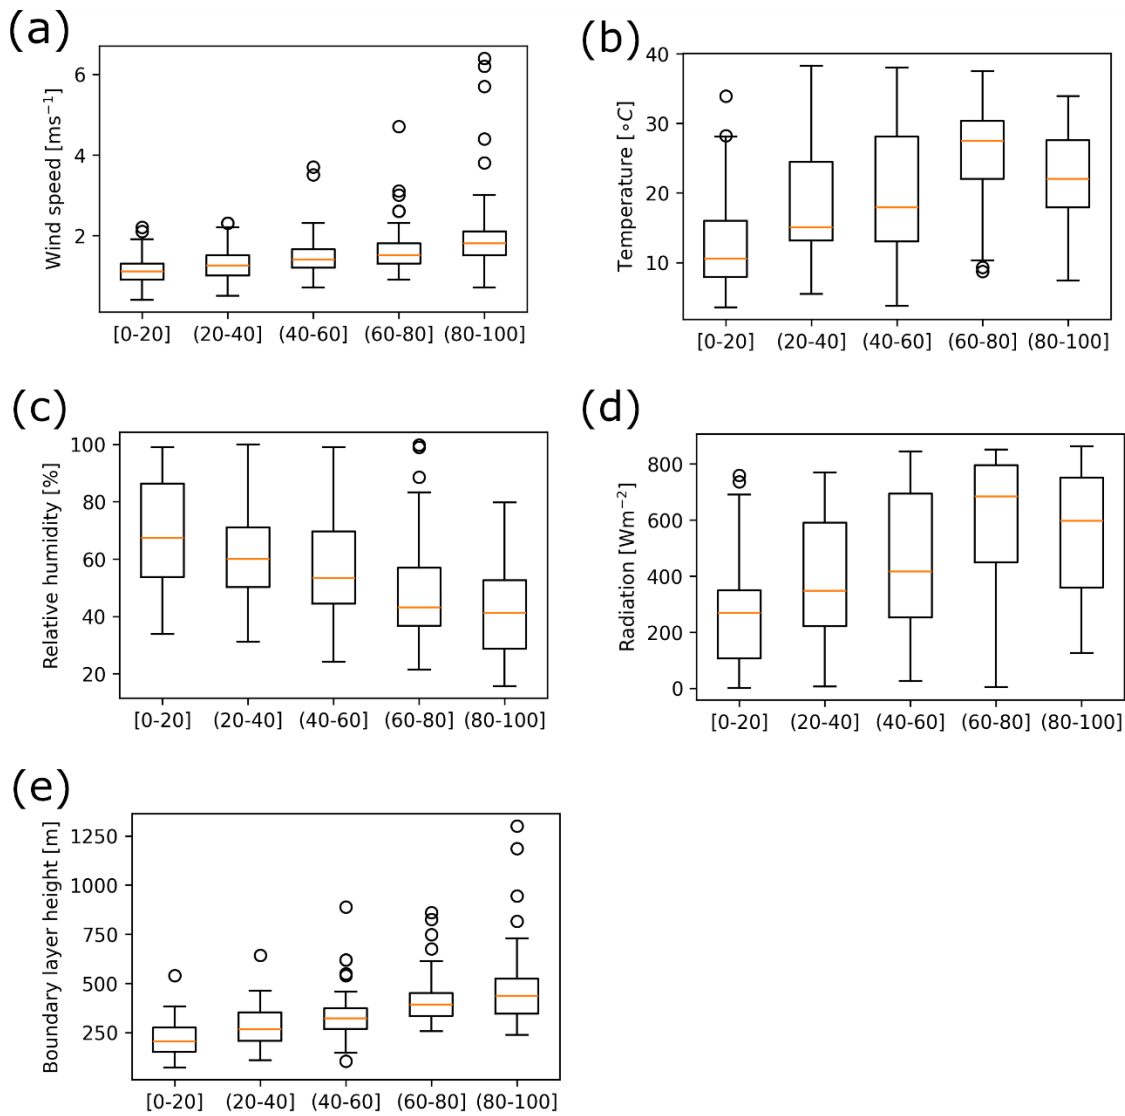 (a)
Wind speed [ms⁻¹]
6
4
2
[0-20] (20-40] (40-60] (60-80] (80-100]
(b)
Temperature [∘C]
40
30
20
10
[0-20] (20-40] (40-60] (60-80] (80-100]
(c)
Relative humidity [%]
100
80
60
40
20
[0-20] (20-40] (40-60] (60-80] (80-100]
(d)
Radiation [Wm⁻²]
800
600
400
200
0
[0-20] (20-40] (40-60] (60-80] (80-100]
(e)
Boundary layer height [m]
1250
1000
750
500
250
[0-20] (20-40] (40-60] (60-80] (80-100]